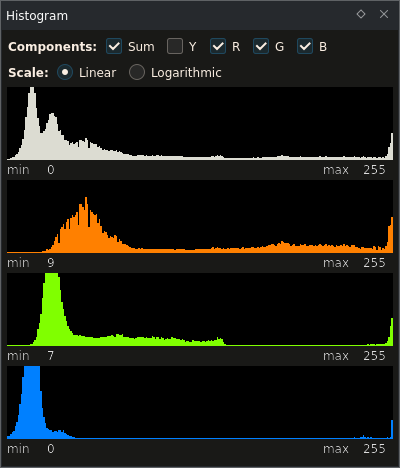 Histogram
Components: Sum Y R G B
Scale: Linear Logarithmic
min 0 max 255
min 9 max 255
min 7 max 255
min 0 max 255